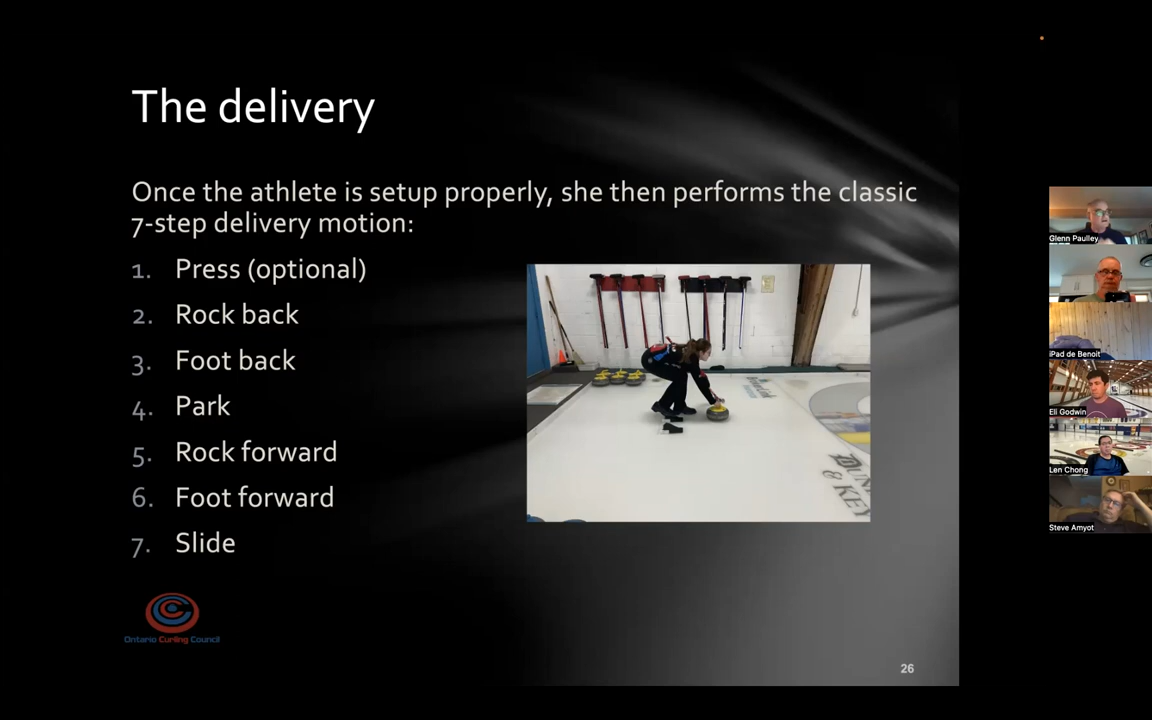 The delivery
Once the athlete is setup properly, she then performs the classic
7-step delivery motion:
1. Press (optional)
2. Rock back
3. Foot back
4. Park
5. Rock forward
6. Foot forward
7. Slide
Ontario Curling Council
26
Glenn Paulley
iPad de Benoit
Eli Godwin
Len Chong
Steve Amyot